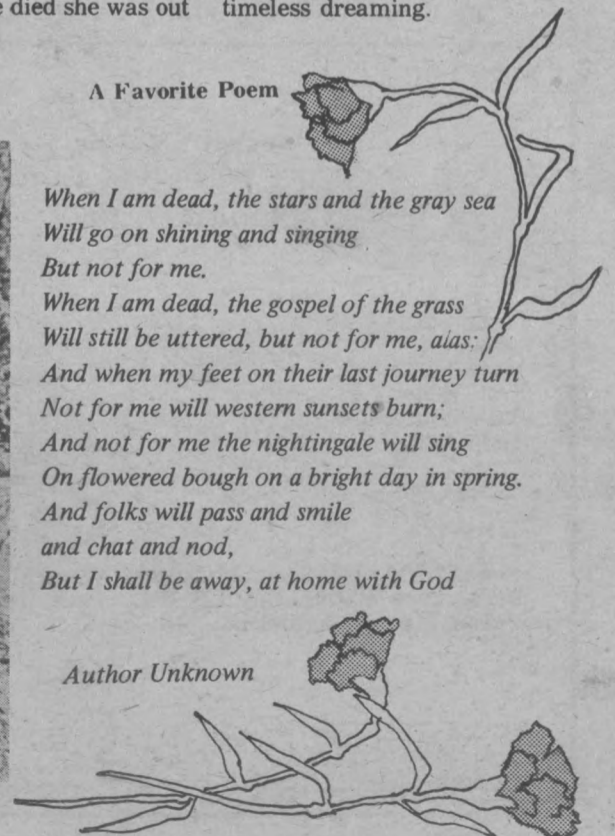 died she was out timeless dreaming.
A Favorite Poem
When I am dead, the stars and the gray sea
Will go on shining and singing
But not for me.
When I am dead, the gospel of the grass
Will still be uttered, but not for me, alas:
And when my feet on their last journey turn
Not for me will western sunsets burn;
And not for me the nightingale will sing
On flowered bough on a bright day in spring.
And folks will pass and smile
and chat and nod,
But I shall be away, at home with God
Author Unknown